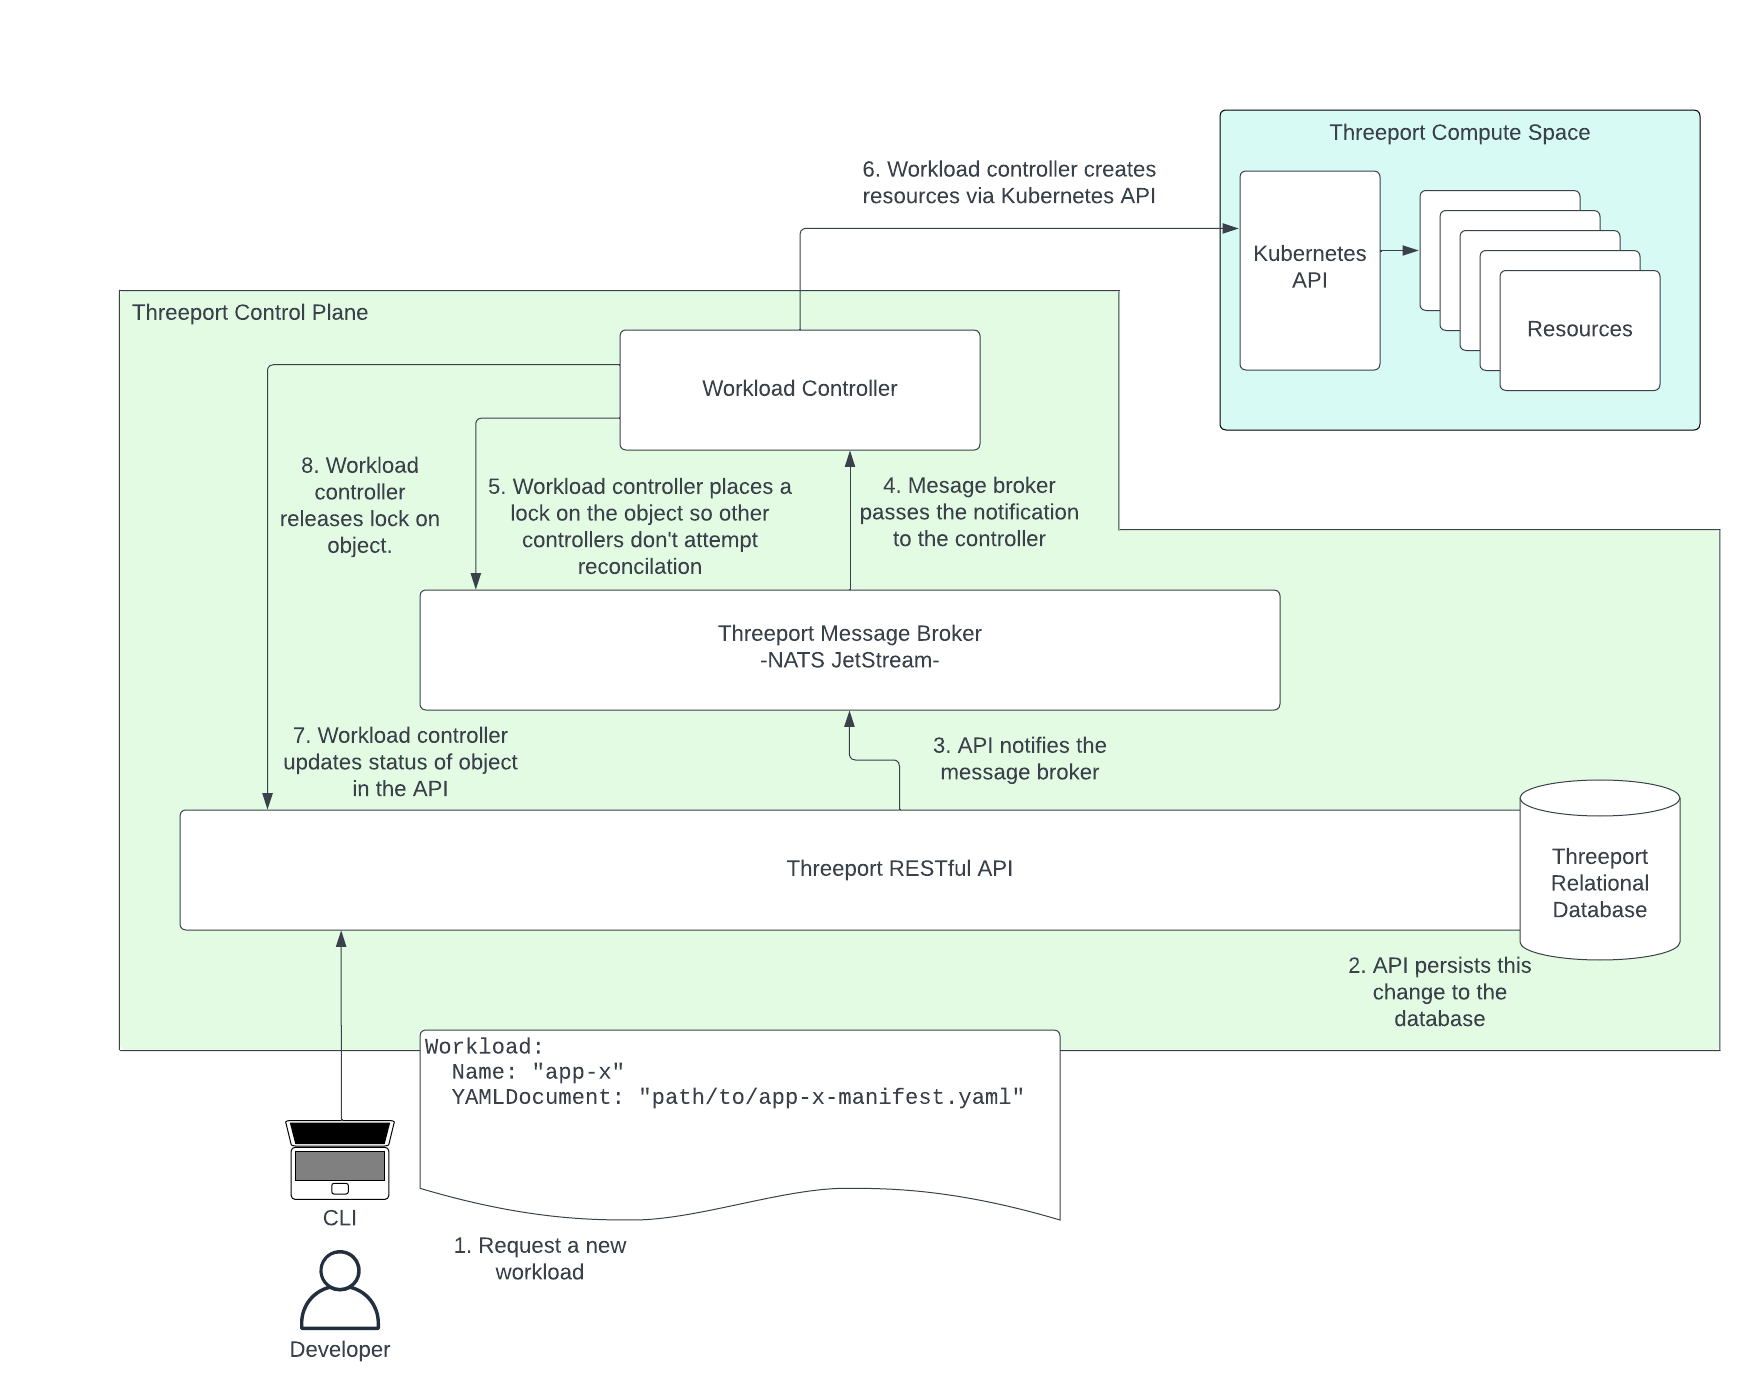 Threeport Compute Space
6. Workload controller creates
resources via Kubernetes API
Kubernetes
API
Resources
Threeport Control Plane
Workload Controller
8. Workload
controller
releases lock on
object.
5. Workload controller places a
lock on the object so other
controllers don't attempt
reconcilation
4. Mesage broker
passes the notification
to the controller
Threeport Message Broker
-NATS JetStream-
7. Workload controller
updates status of object
in the API
3. API notifies the
message broker
Threeport RESTful API
Threeport
Relational
Database
2. API persists this
change to the
database
Workload:
  Name: "app-x"
  YAMLDocument: "path/to/app-x-manifest.yaml"
CLI
1. Request a new
workload
Developer